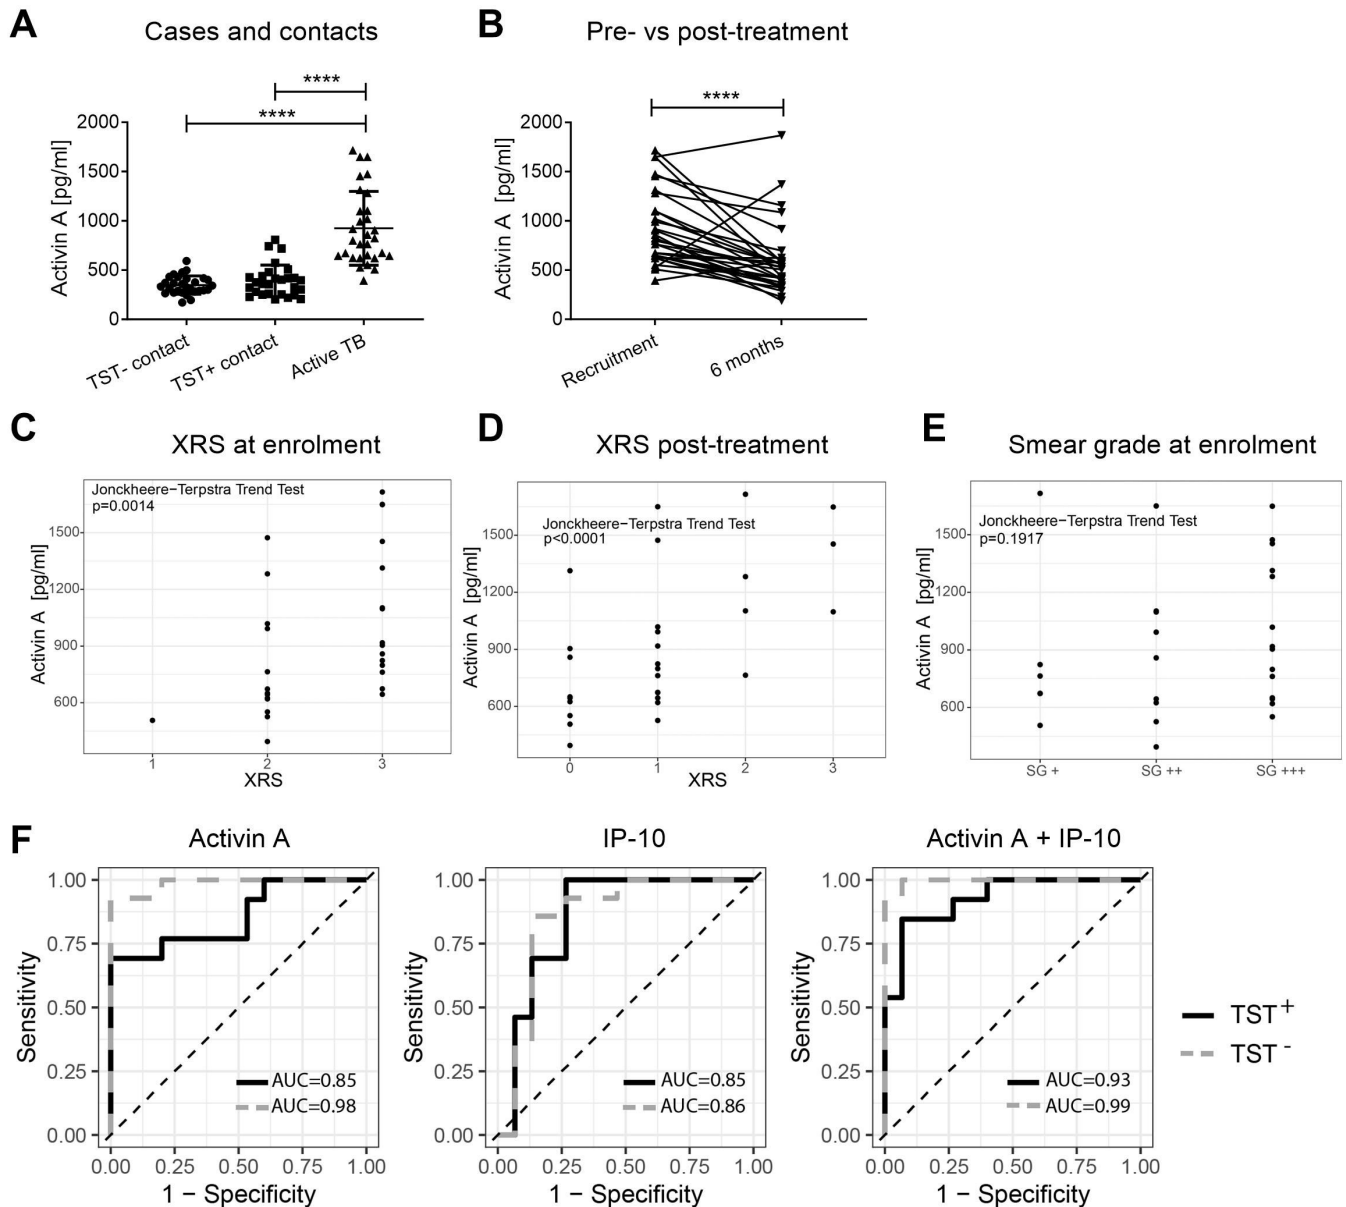 A
Cases and contacts
****
****
Activin A [pg/ml]
2000
1500
1000
500
0
TST- contact
TST+ contact
Active TB
B
Pre- vs post-treatment
****
Activin A [pg/ml]
2000
1500
1000
500
0
Recruitment
6 months
C
XRS at enrolment
Jonckheere−Terpstra Trend Test
p=0.0014
Activin A [pg/ml]
1500
1200
900
600
1
2
3
XRS
D
XRS post-treatment
Jonckheere−Terpstra Trend Test
p<0.0001
Activin A [pg/ml]
1500
1200
900
600
0
1
2
3
XRS
E
Smear grade at enrolment
Jonckheere−Terpstra Trend Test
p=0.1917
Activin A [pg/ml]
1500
1200
900
600
SG +
SG ++
SG +++
F
Activin A
Sensitivity
1.00
0.75
0.50
0.25
0.00
AUC=0.85
AUC=0.98
0.00 0.25 0.50 0.75 1.00
1 − Specificity
IP-10
Sensitivity
1.00
0.75
0.50
0.25
0.00
AUC=0.85
AUC=0.86
0.00 0.25 0.50 0.75 1.00
1 − Specificity
Activin A + IP-10
Sensitivity
1.00
0.75
0.50
0.25
0.00
AUC=0.93
AUC=0.99
0.00 0.25 0.50 0.75 1.00
1 − Specificity
TST+
TST-